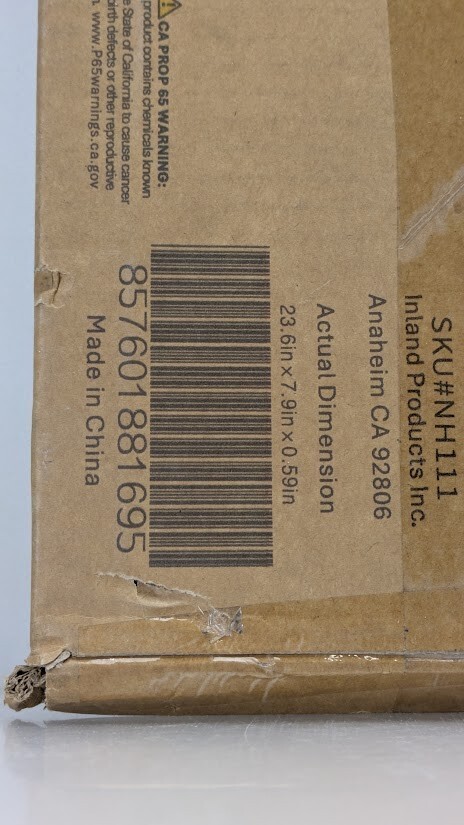 SKU#NH111
Inland Products Inc.
Anaheim CA 92806
Actual Dimension
23.6in x 7.9in x 0.59in
857601881695
Made in China
CA PROP 65 WARNING:
product contains chemicals known
State of California to cause cancer
birth defects or other reproductive
www.P65warnings.ca.gov